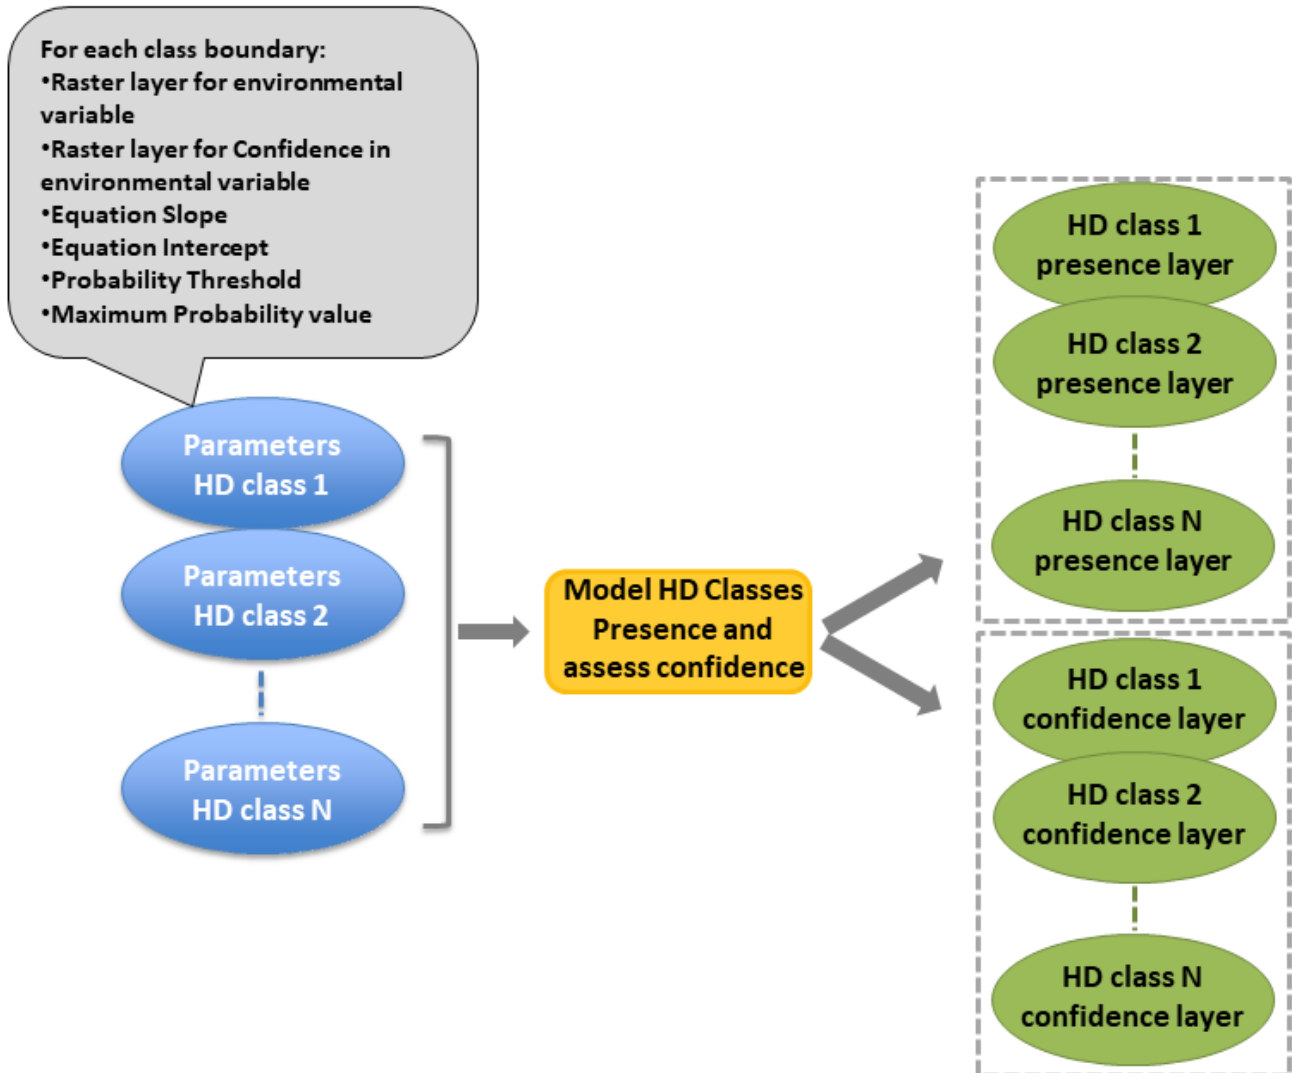 For each class boundary:
•Raster layer for environmental
variable
•Raster layer for Confidence in
environmental variable
•Equation Slope
•Equation Intercept
•Probability Threshold
•Maximum Probability value
Parameters
HD class 1
Parameters
HD class 2
Parameters
HD class N
Model HD Classes
Presence and
assess confidence
HD class 1
presence layer
HD class 2
presence layer
HD class N
presence layer
HD class 1
confidence layer
HD class 2
confidence layer
HD class N
confidence layer